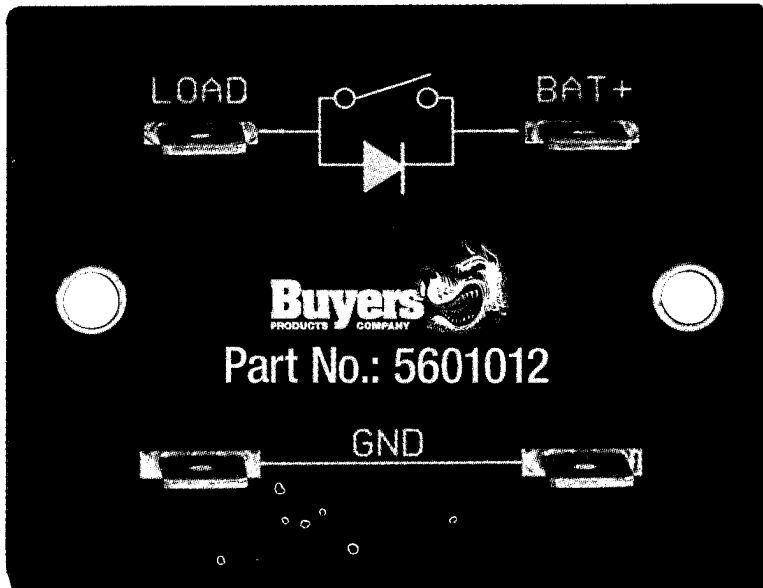 LOAD BAT+
Buyers'
PRODUCTS COMPANY
Part No.: 5601012
GND